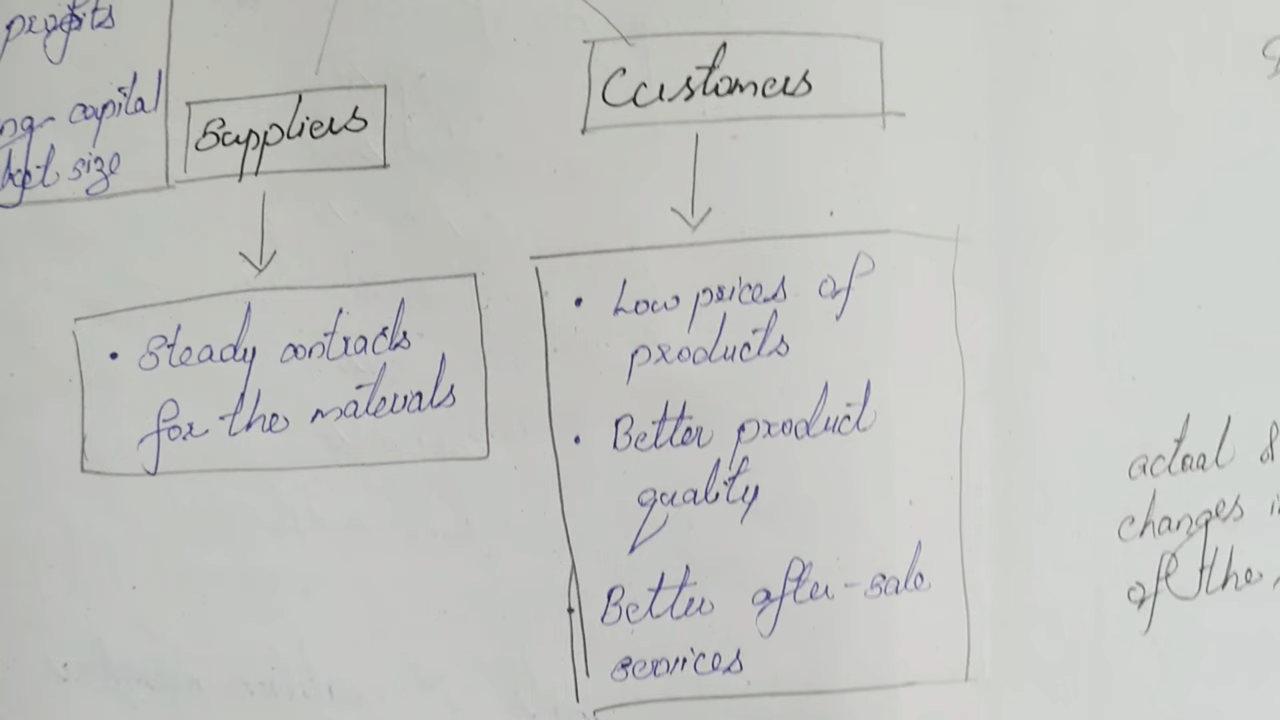 profits
capital
size
Suppliers
Steady contracts
for the materials
Customers
Low prices of
products
Better product
quality
Better after-sale
services
actual &
changes
of the